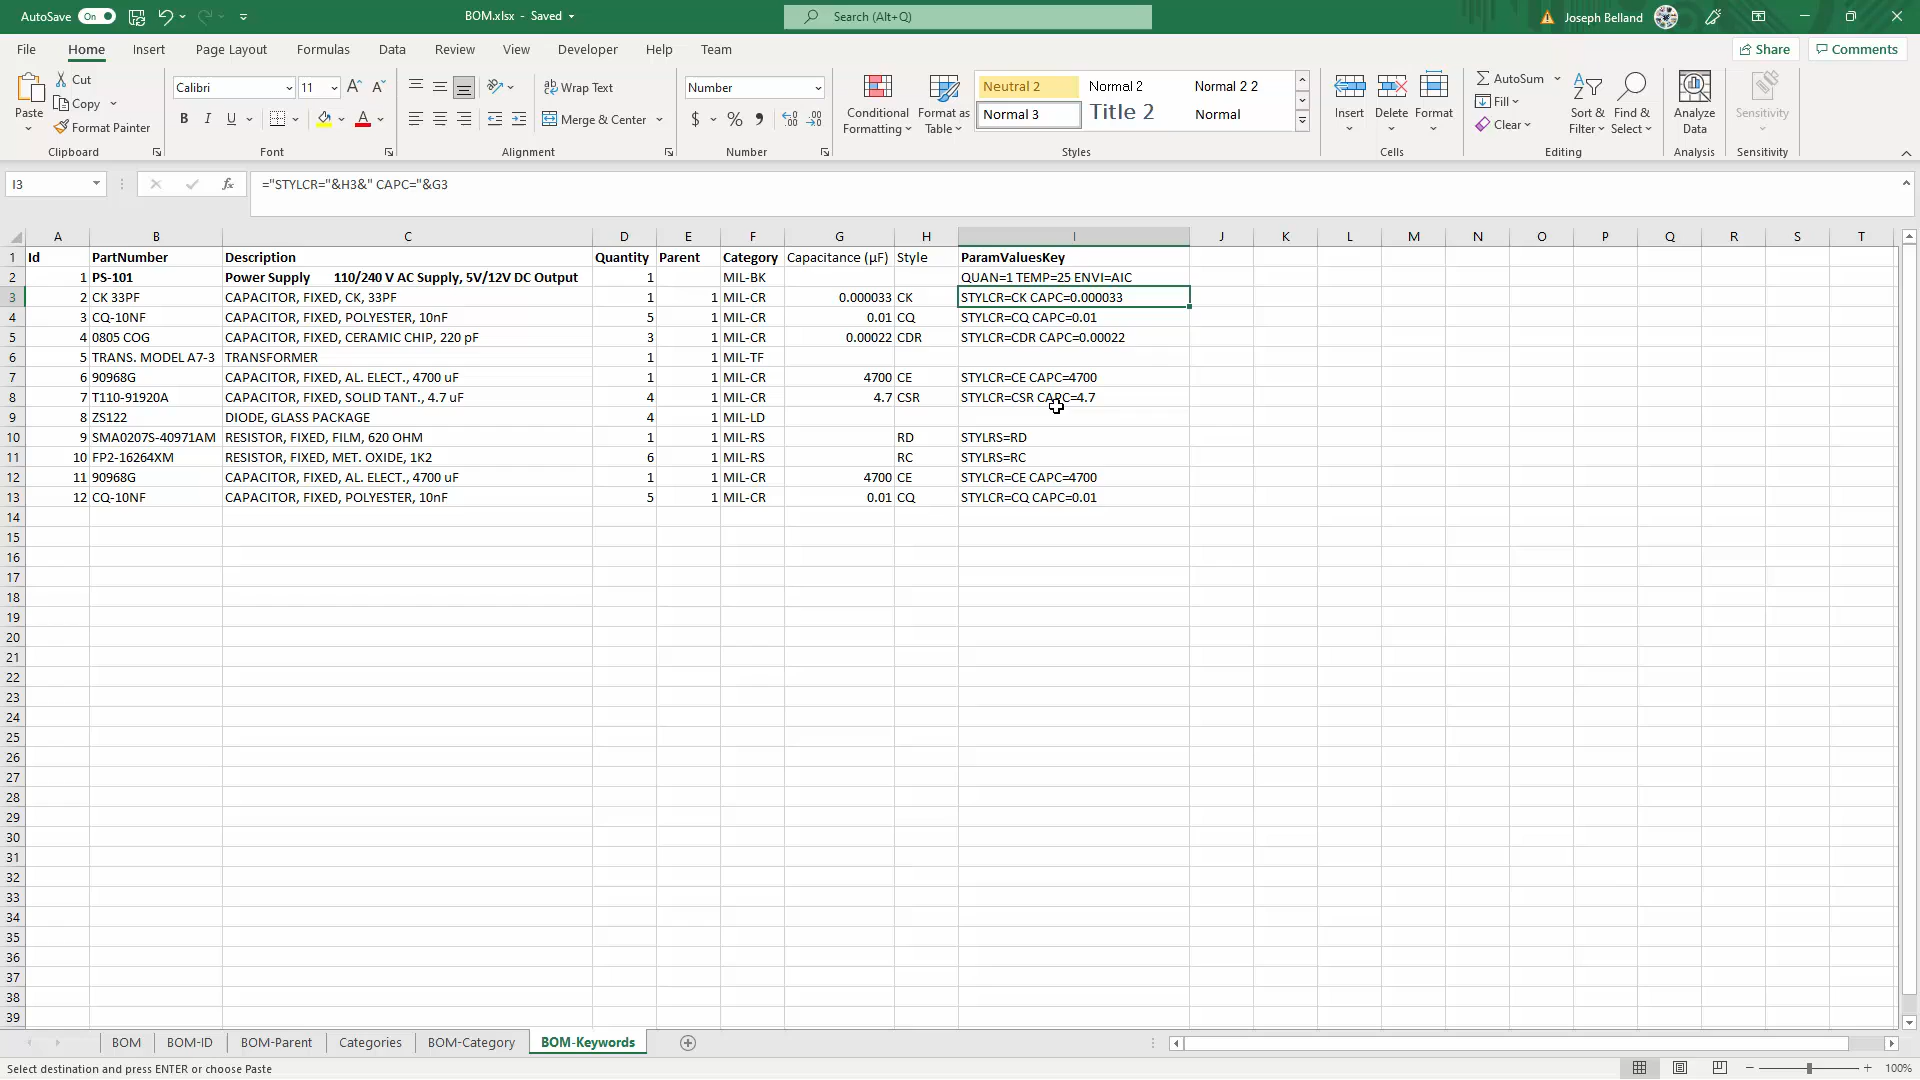 AutoSave On BOM.xlsx - Saved Search (Alt+Q) Joseph Belland
File Home Insert Page Layout Formulas Data Review View Developer Help Team Share Comments
Paste
Cut
Copy
Format Painter
Clipboard
Calibri 11
B I U
Font
Wrap Text
Merge & Center
Alignment
Number
$ % 9
Number
Conditional Formatting
Format as Table
Neutral 2 Normal 2 Normal 2 2
Normal 3 Title 2 Normal
Styles
Insert Delete Format
Cells
AutoSum
Fill
Clear
Sort & Filter
Find & Select
Editing
Analyze Data
Analysis
Sensitivity
Sensitivity
I3 fx ="STYLCR="&H3&" CAPC="&G3
A B C D E F G H I J K L M N O P Q R S T
1 Id PartNumber Description Quantity Parent Category Capacitance (µF) Style ParamValuesKey
2 1 PS-101 Power Supply 110/240 V AC Supply, 5V/12V DC Output 1 MIL-BK QUAN=1 TEMP=25 ENVI=AIC
3 2 CK 33PF CAPACITOR, FIXED, CK, 33PF 1 1 MIL-CR 0.000033 CK STYLCR=CK CAPC=0.000033
4 3 CQ-10NF CAPACITOR, FIXED, POLYESTER, 10nF 5 1 MIL-CR 0.01 CQ STYLCR=CQ CAPC=0.01
5 4 0805 COG CAPACITOR, FIXED, CERAMIC CHIP, 220 pF 3 1 MIL-CR 0.00022 CDR STYLCR=CDR CAPC=0.00022
6 5 TRANS. MODEL A7-3 TRANSFORMER 1 1 MIL-TF
7 6 90968G CAPACITOR, FIXED, AL. ELECT., 4700 uF 1 1 MIL-CR 4700 CE STYLCR=CE CAPC=4700
8 7 T110-91920A CAPACITOR, FIXED, SOLID TANT., 4.7 uF 4 1 MIL-CR 4.7 CSR STYLCR=CSR CAPC=4.7
9 8 ZS122 DIODE, GLASS PACKAGE 4 1 MIL-LD
10 9 SMA0207S-40971AM RESISTOR, FIXED, FILM, 620 OHM 1 1 MIL-RS RD STYLRS=RD
11 10 FP2-16264XM RESISTOR, FIXED, MET. OXIDE, 1K2 6 1 MIL-RS RC STYLRS=RC
12 11 90968G CAPACITOR, FIXED, AL. ELECT., 4700 uF 1 1 MIL-CR 4700 CE STYLCR=CE CAPC=4700
13 12 CQ-10NF CAPACITOR, FIXED, POLYESTER, 10nF 5 1 MIL-CR 0.01 CQ STYLCR=CQ CAPC=0.01
14
15
16
17
18
19
20
21
22
23
24
25
26
27
28
29
30
31
32
33
34
35
36
37
38
39
BOM BOM-ID BOM-Parent Categories BOM-Category BOM-Keywords
Select destination and press ENTER or choose Paste 100%